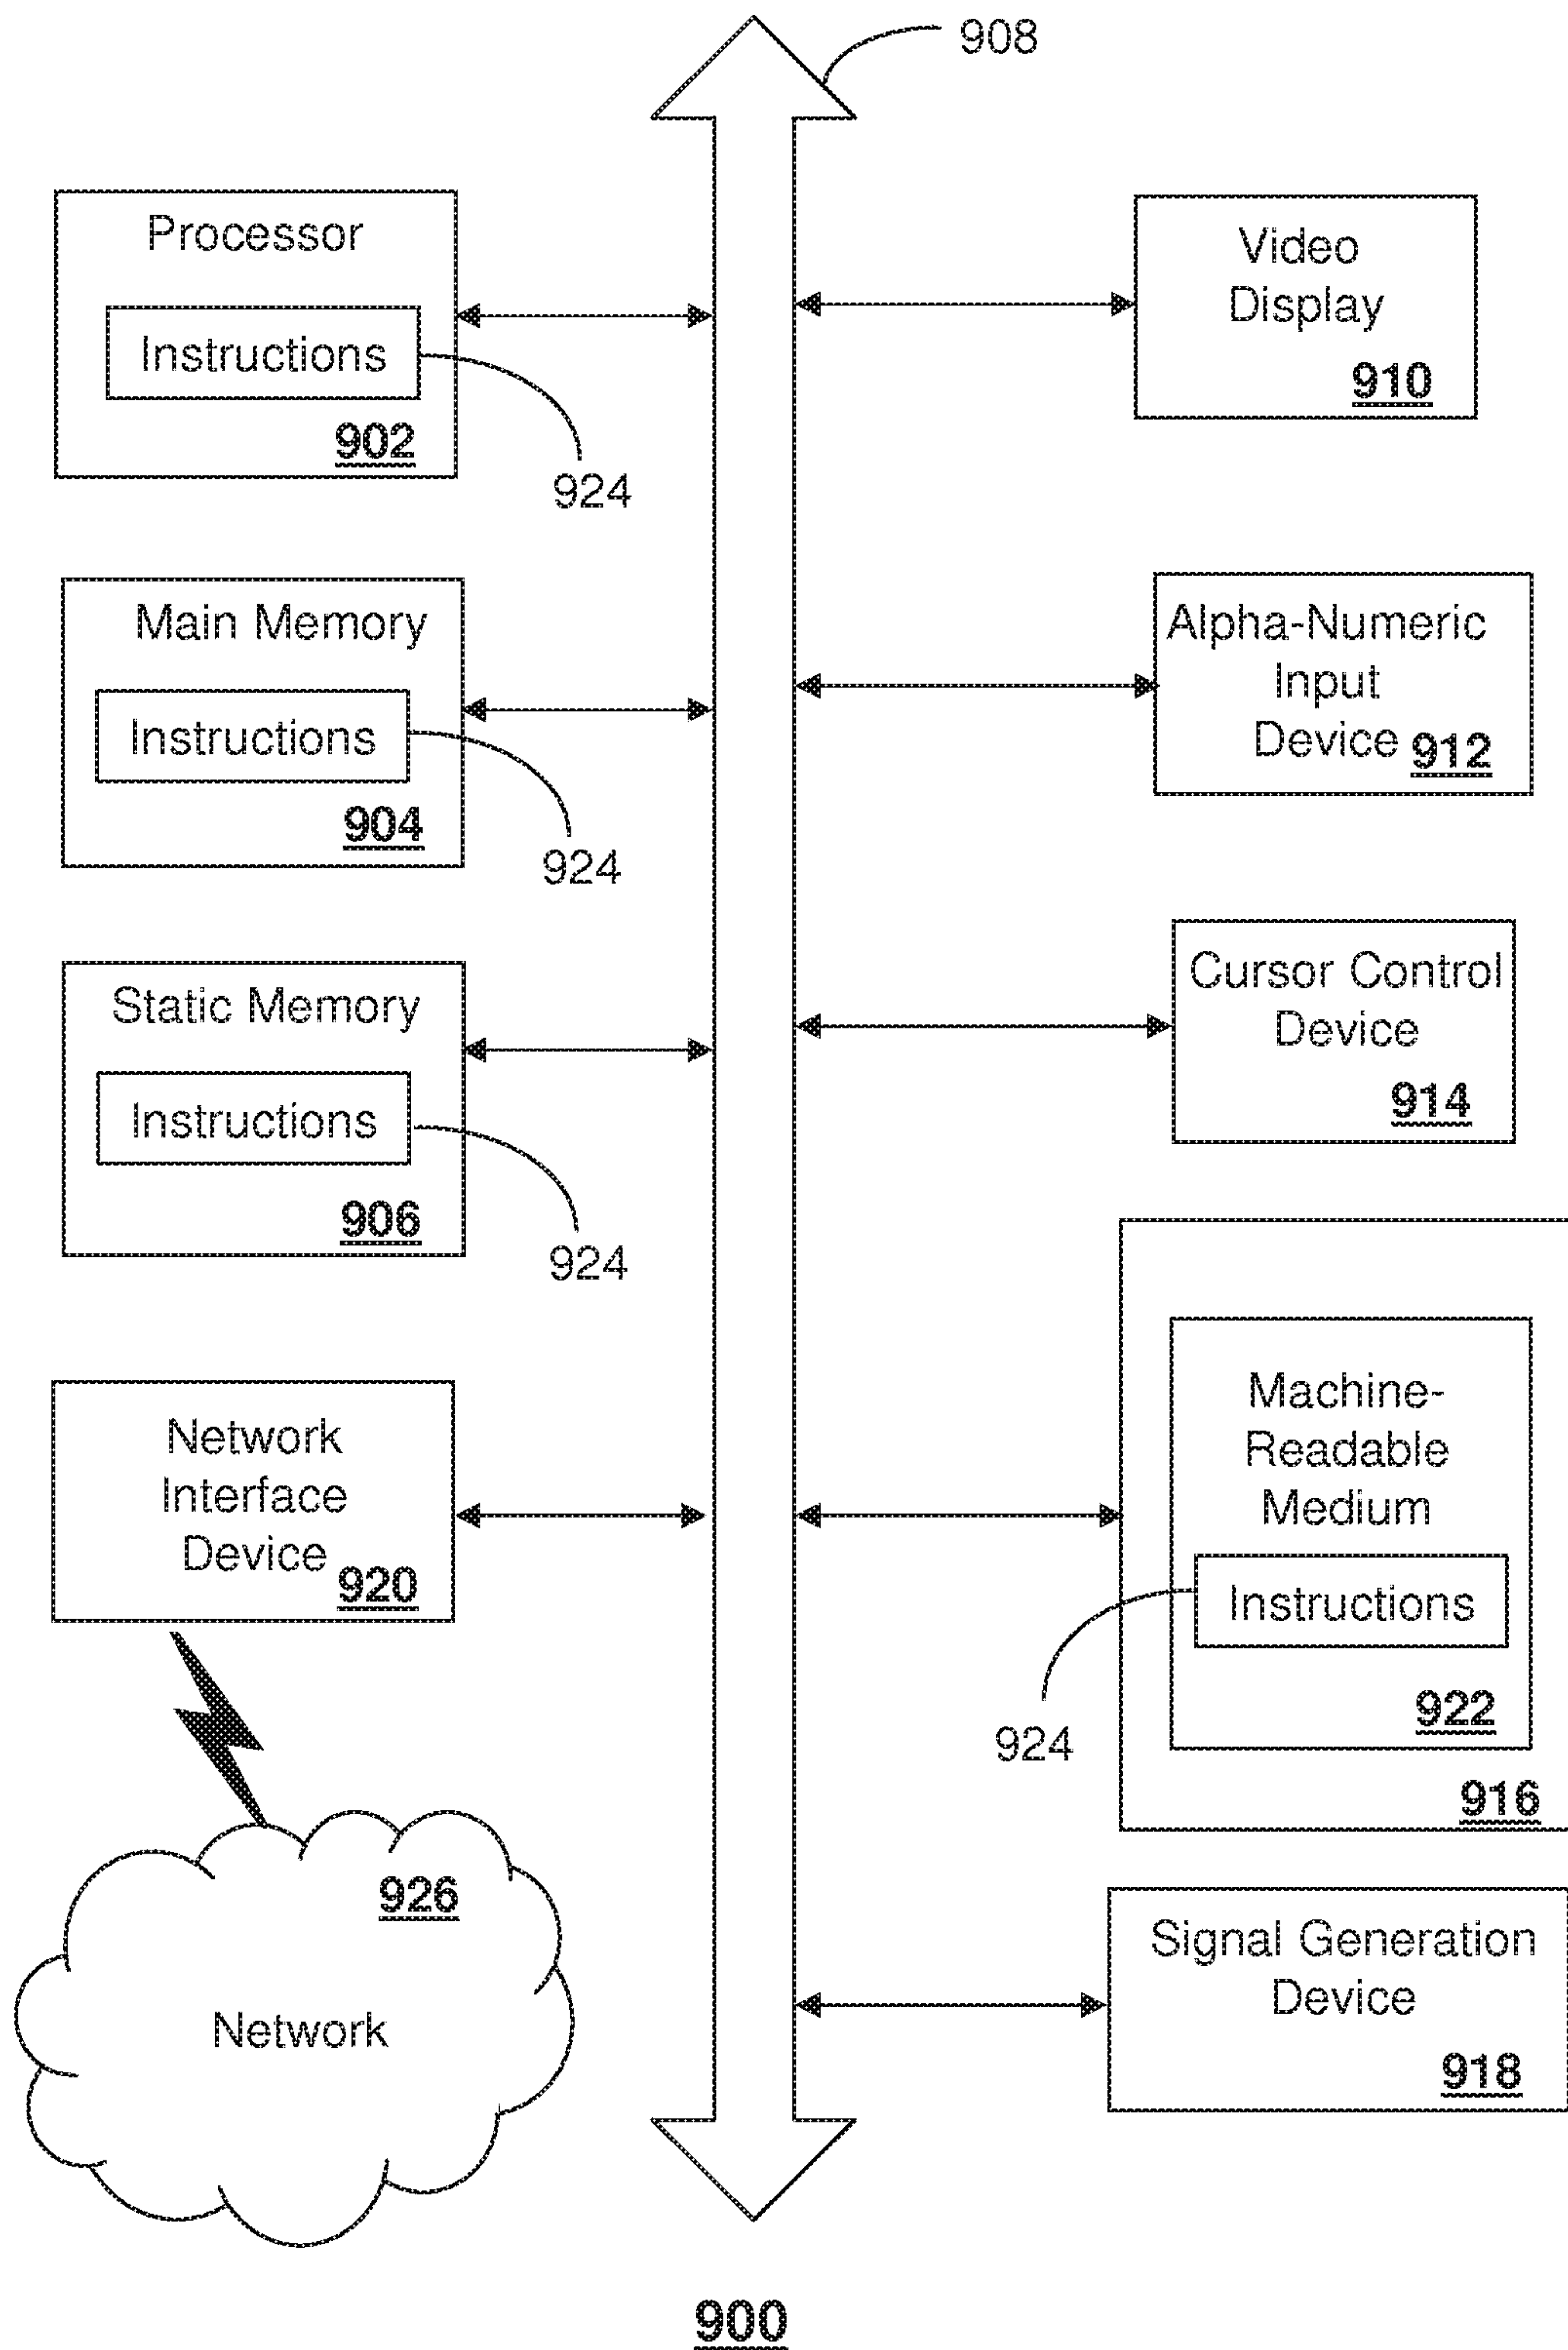 908
Processor
Instructions
902
924
Main Memory
Instructions
904
924
Static Memory
Instructions
906
924
Network
Interface
Device
920
926
Network
Video
Display
910
Alpha-Numeric
Input
Device 912
Cursor Control
Device
914
Machine-
Readable
Medium
Instructions
924
922
916
Signal Generation
Device
918
900